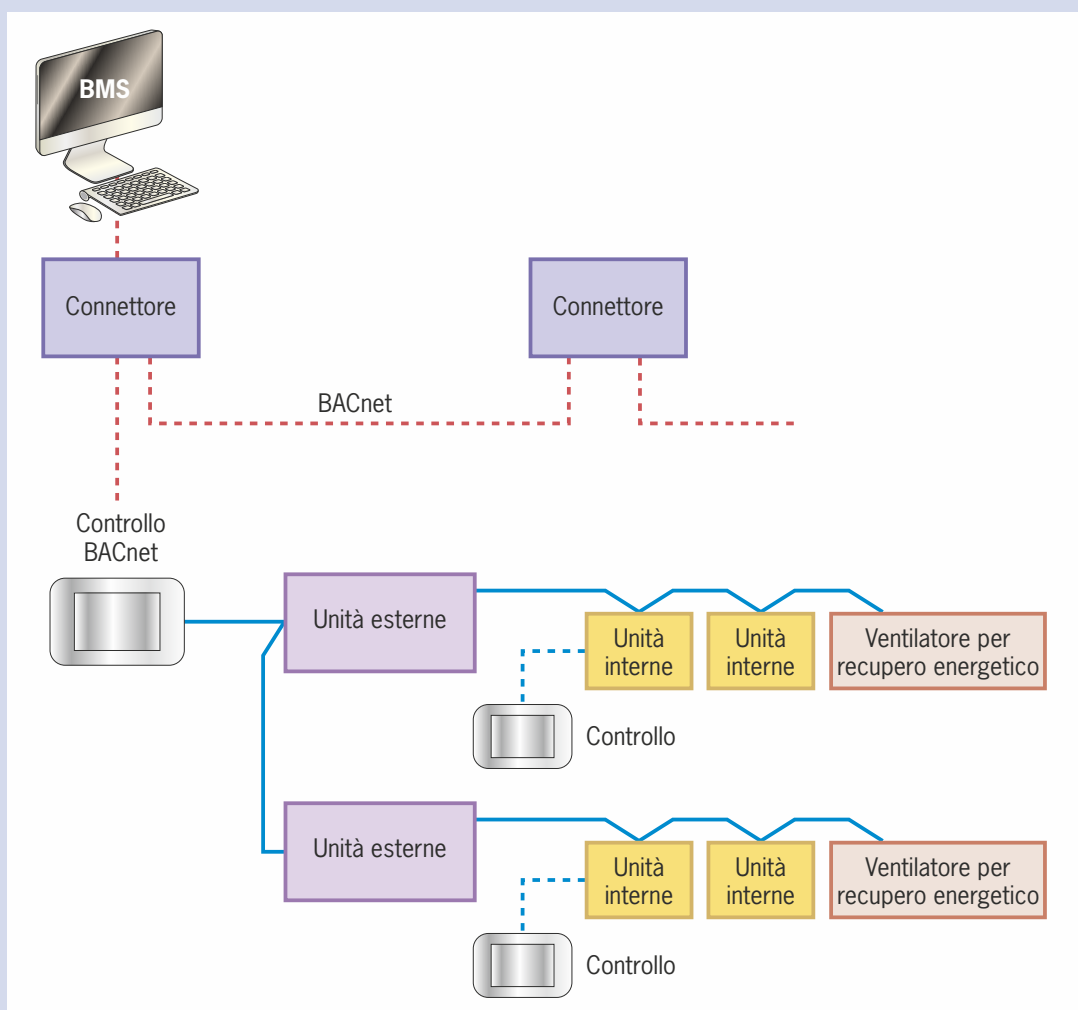 BMS
Connettore
Connettore
BACnet
Controllo
BACnet
Unità esterne
Unità
interne
Unità
interne
Ventilatore per
recupero energetico
Controllo
Unità esterne
Unità
interne
Unità
interne
Ventilatore per
recupero energetico
Controllo